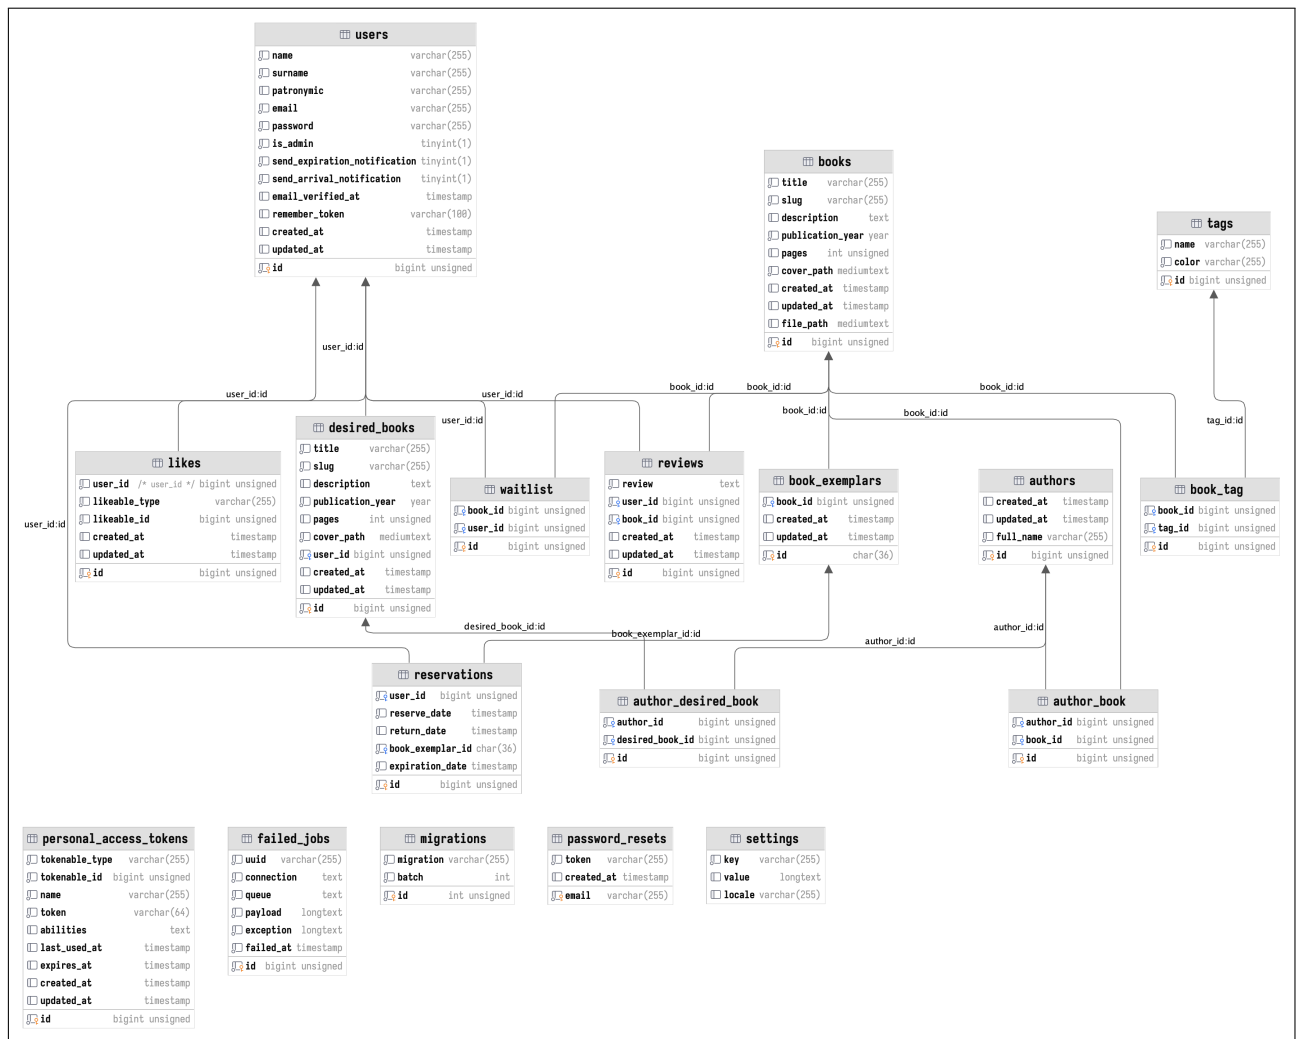 users
name varchar(255)
surname varchar(255)
patronymic varchar(255)
email varchar(255)
password varchar(255)
is_admin tinyint(1)
send_expiration_notification tinyint(1)
send_arrival_notification tinyint(1)
email_verified_at timestamp
remember_token varchar(100)
created_at timestamp
updated_at timestamp
id bigint unsigned
books
title varchar(255)
slug varchar(255)
description text
publication_year year
pages int unsigned
cover_path mediumtext
created_at timestamp
updated_at timestamp
file_path mediumtext
id bigint unsigned
tags
name varchar(255)
color varchar(255)
id bigint unsigned
user_id:id
user_id:id
user_id:id
user_id:id
user_id:id
book_id:id
book_id:id
book_id:id
book_id:id
book_id:id
tag_id:id
likes
user_id /* user_id */ bigint unsigned
likeable_type varchar(255)
likeable_id bigint unsigned
created_at timestamp
updated_at timestamp
id bigint unsigned
desired_books
title varchar(255)
slug varchar(255)
description text
publication_year year
pages int unsigned
cover_path mediumtext
user_id bigint unsigned
created_at timestamp
updated_at timestamp
id bigint unsigned
waitlist
book_id bigint unsigned
user_id bigint unsigned
id bigint unsigned
reviews
review text
user_id bigint unsigned
book_id bigint unsigned
created_at timestamp
updated_at timestamp
id bigint unsigned
book_exemplars
book_id bigint unsigned
created_at timestamp
updated_at timestamp
id char(36)
authors
created_at timestamp
updated_at timestamp
full_name varchar(255)
id bigint unsigned
book_tag
book_id bigint unsigned
tag_id bigint unsigned
id bigint unsigned
desired_book_id:id
book_exemplar_id:id
author_id:id
author_id:id
reservations
user_id bigint unsigned
reserve_date timestamp
return_date timestamp
book_exemplar_id char(36)
expiration_date timestamp
id bigint unsigned
author_desired_book
author_id bigint unsigned
desired_book_id bigint unsigned
id bigint unsigned
author_book
author_id bigint unsigned
book_id bigint unsigned
id bigint unsigned
personal_access_tokens
tokenable_type varchar(255)
tokenable_id bigint unsigned
name varchar(255)
token varchar(64)
abilities text
last_used_at timestamp
expires_at timestamp
created_at timestamp
updated_at timestamp
id bigint unsigned
failed_jobs
uuid varchar(255)
connection text
queue text
payload longtext
exception longtext
failed_at timestamp
id bigint unsigned
migrations
migration varchar(255)
batch int
id int unsigned
password_resets
token varchar(255)
created_at timestamp
email varchar(255)
settings
key varchar(255)
value longtext
locale varchar(255)